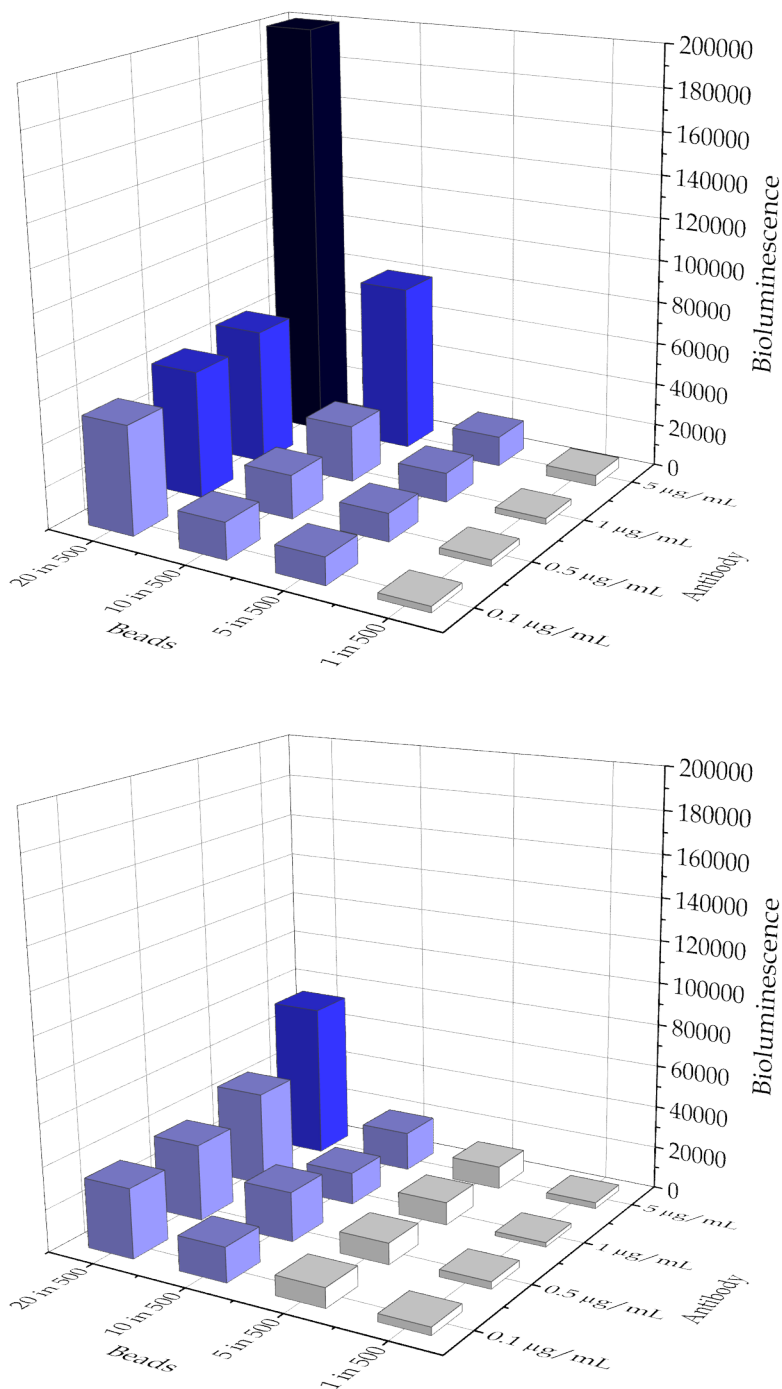 200000
180000
160000
140000
120000
100000
80000
60000
40000
20000
0
Bioluminescence
5 µg/mL
1 µg/mL
0.5 µg/mL
0.1 µg/mL
Antibody
20 in 500
10 in 500
5 in 500
1 in 500
Beads
200000
180000
160000
140000
120000
100000
80000
60000
40000
20000
0
Bioluminescence
5 µg/mL
1 µg/mL
0.5 µg/mL
0.1 µg/mL
Antibody
20 in 500
10 in 500
5 in 500
1 in 500
Beads